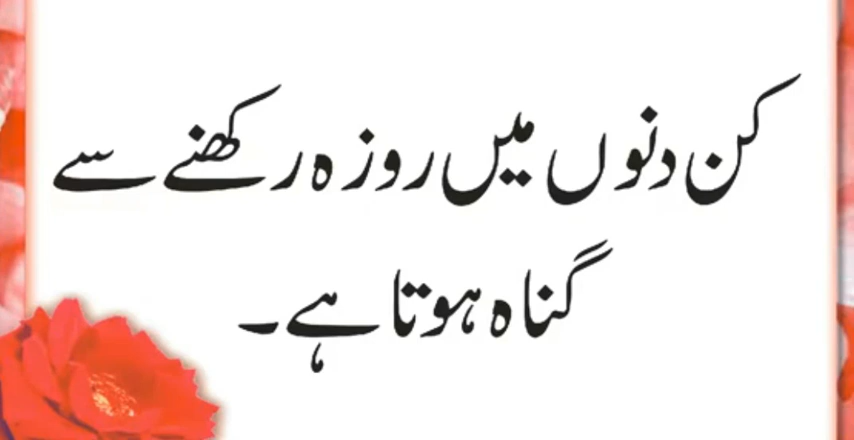 کن دنوں میں روزہ رکھنے سے
گناہ ہوتا ہے۔